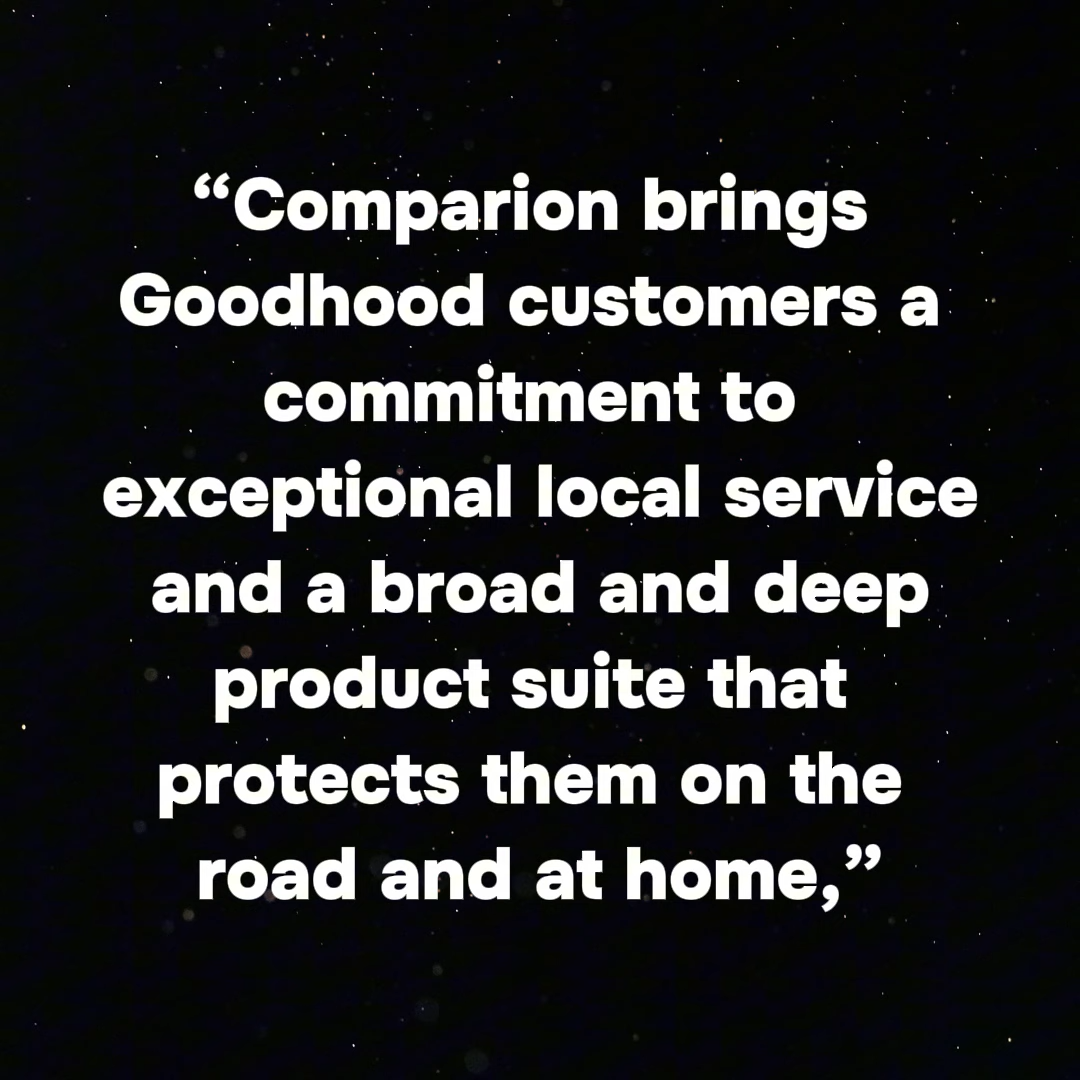 “Comparion brings
Goodhood customers a
commitment to
exceptional local service
and a broad and deep
product suite that
protects them on the
road and at home,”